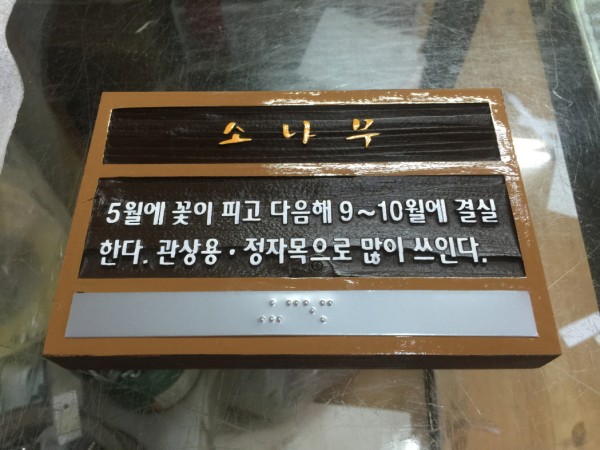 소나무
5월에 꽃이 피고 다음해 9~10월에 결실
한다. 관상용·정자목으로 많이 쓰인다.